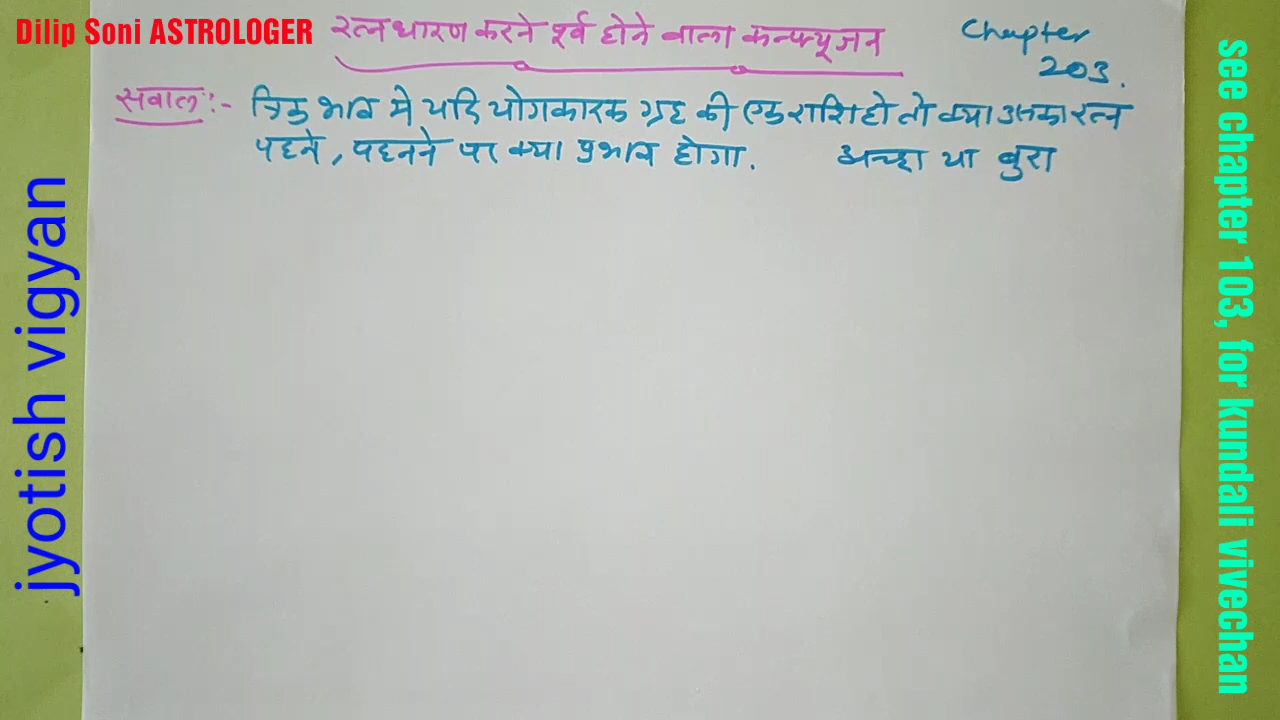 Dilip Soni ASTROLOGER
रत्न धारण करने पूर्व होने वाला कन्फ्यूजन
Chapter
203.
सवाल:- त्रिक भाव मे यदि योगकारक ग्रह की एक राशि हो तो क्या उसका रत्न
पहने, पहनने पर क्या प्रभाव होगा. अच्छा या बुरा
jyotish vigyan
see chapter 103, for kundali vivechan